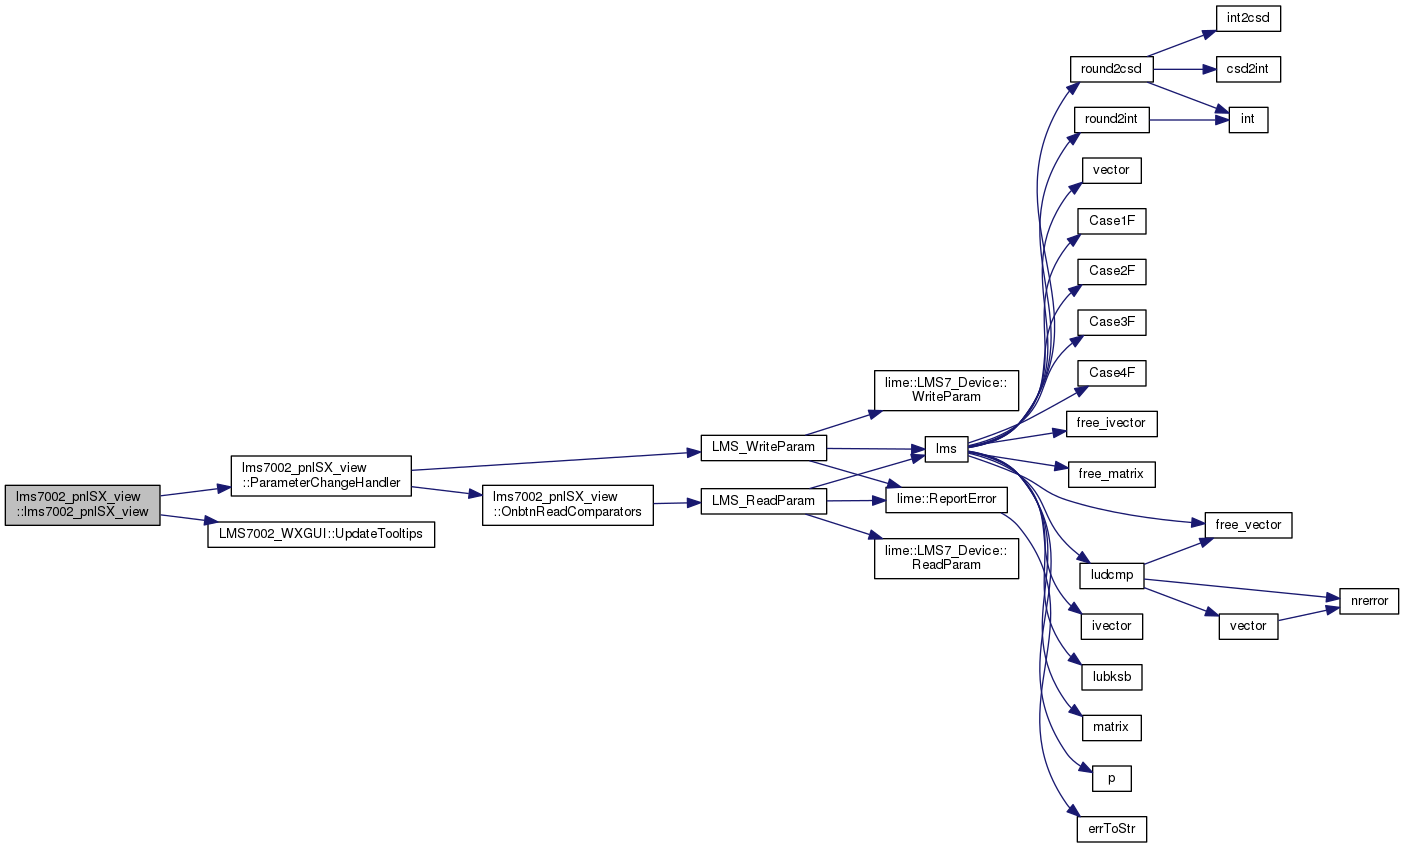 int2csd
round2csd
csd2int
round2int
int
vector
Case1F
Case2F
Case3F
Case4F
lime::LMS7_Device::
WriteParam
free_ivector
LMS_WriteParam
lms
lms7002_pnlSX_view
::ParameterChangeHandler
free_matrix
lms7002_pnlSX_view
::lms7002_pnlSX_view
lms7002_pnlSX_view
::OnbtnReadComparators
LMS_ReadParam
lime::ReportError
free_vector
LMS7002_WXGUI::UpdateTooltips
lime::LMS7_Device::
ReadParam
ludcmp
nrerror
ivector
vector
lubksb
matrix
p
errToStr